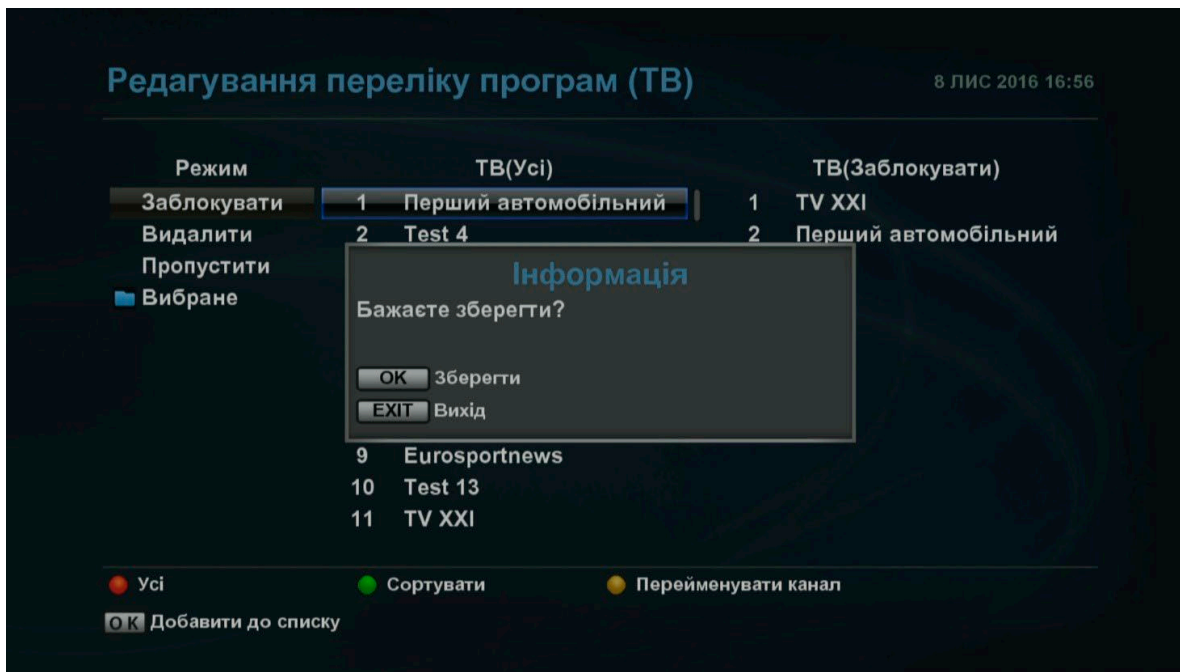 Редагування переліку програм (ТВ)
8 ЛИС 2016 16:56
Режим
ТВ(Усі)
ТВ(Заблокувати)
Заблокувати
1 Перший автомобільний
1 TV XXI
Видалити
2 Test 4
2 Перший автомобільний
Пропустити
Вибране
Інформація
Бажаєте зберегти?
OK Зберегти
EXIT Вихід
9 Eurosportnews
10 Test 13
11 TV XXI
Усі
Сортувати
Перейменувати канал
OK Добавити до списку